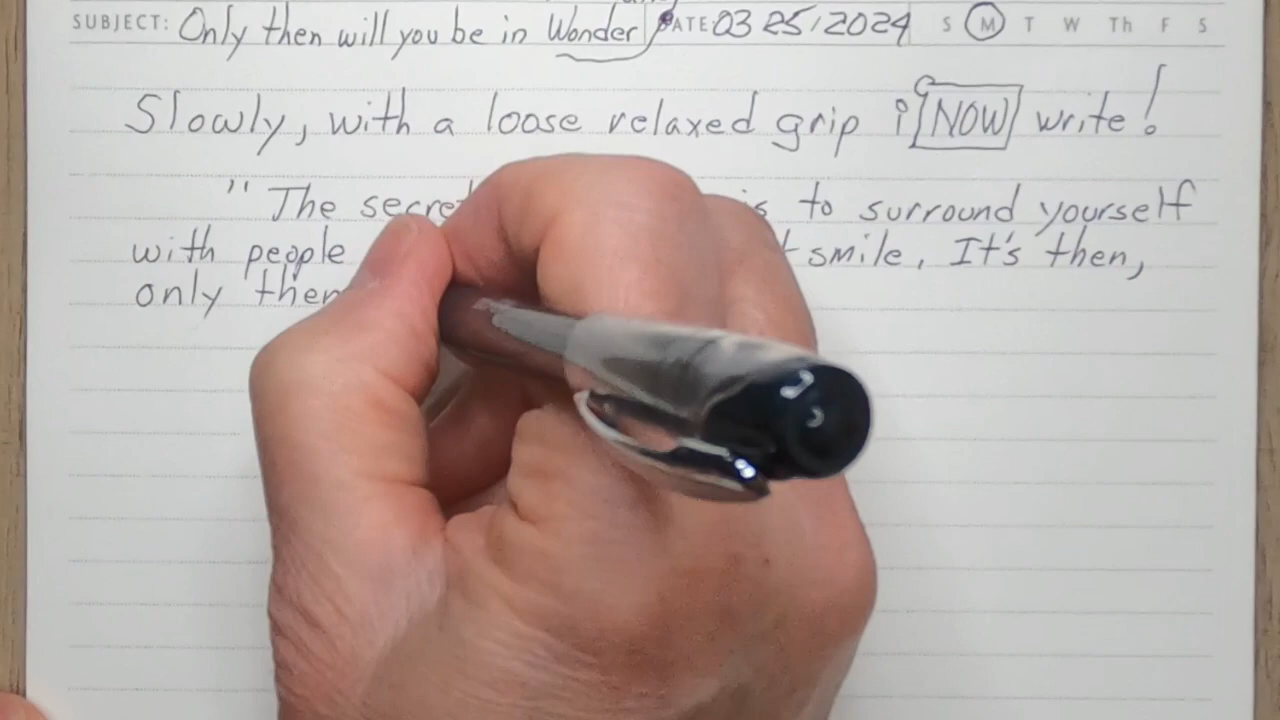 SUBJECT: Only then will you be in Wonder DATE: 03 25/2024 S M T W Th F S
Slowly, with a loose relaxed grip ; NOW write!
" The secret is to surround yourself
with people smile. It's then,
only then